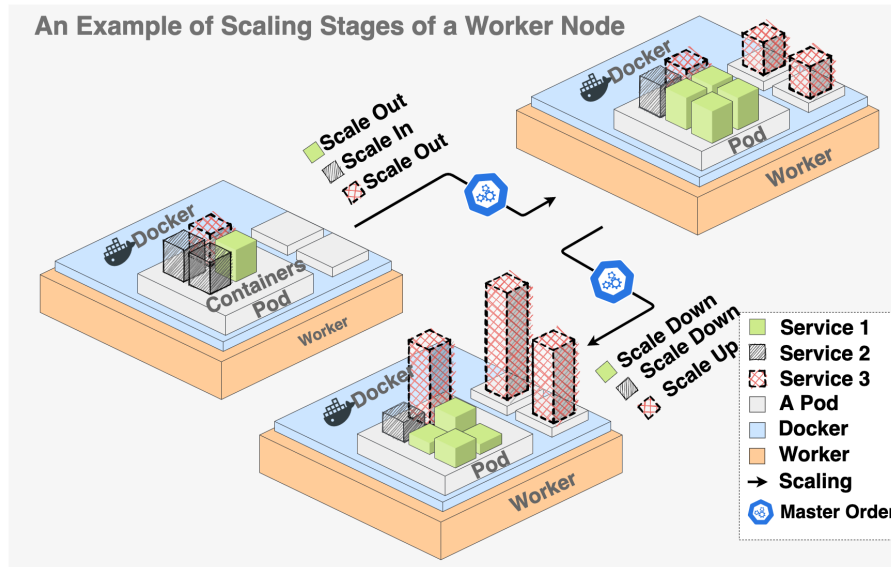 An Example of Scaling Stages of a Worker Node
Scale Out
Scale In
Scale Out
Docker
Pod
Worker
Docker
Containers
Pod
Worker
Scale Down
Scale Down
Scale Up
Docker
Pod
Worker
Service 1
Service 2
Service 3
A Pod
Docker
Worker
Scaling
Master Order